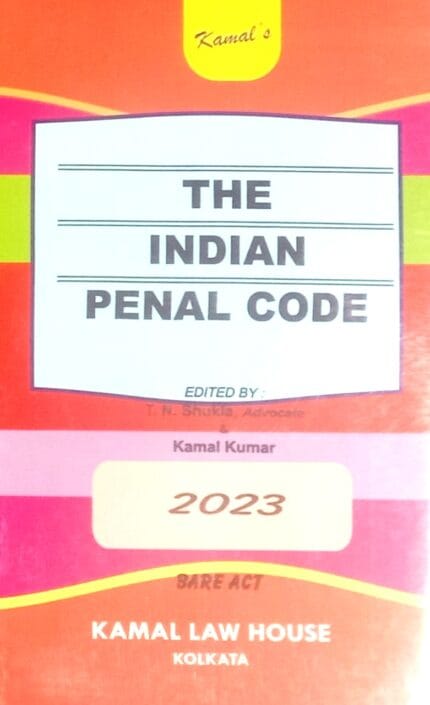 Kamal's
THE
INDIAN
PENAL CODE
EDITED BY :
T. N. Shukla, Advocate
&
Kamal Kumar
2023
BARE ACT
KAMAL LAW HOUSE
KOLKATA